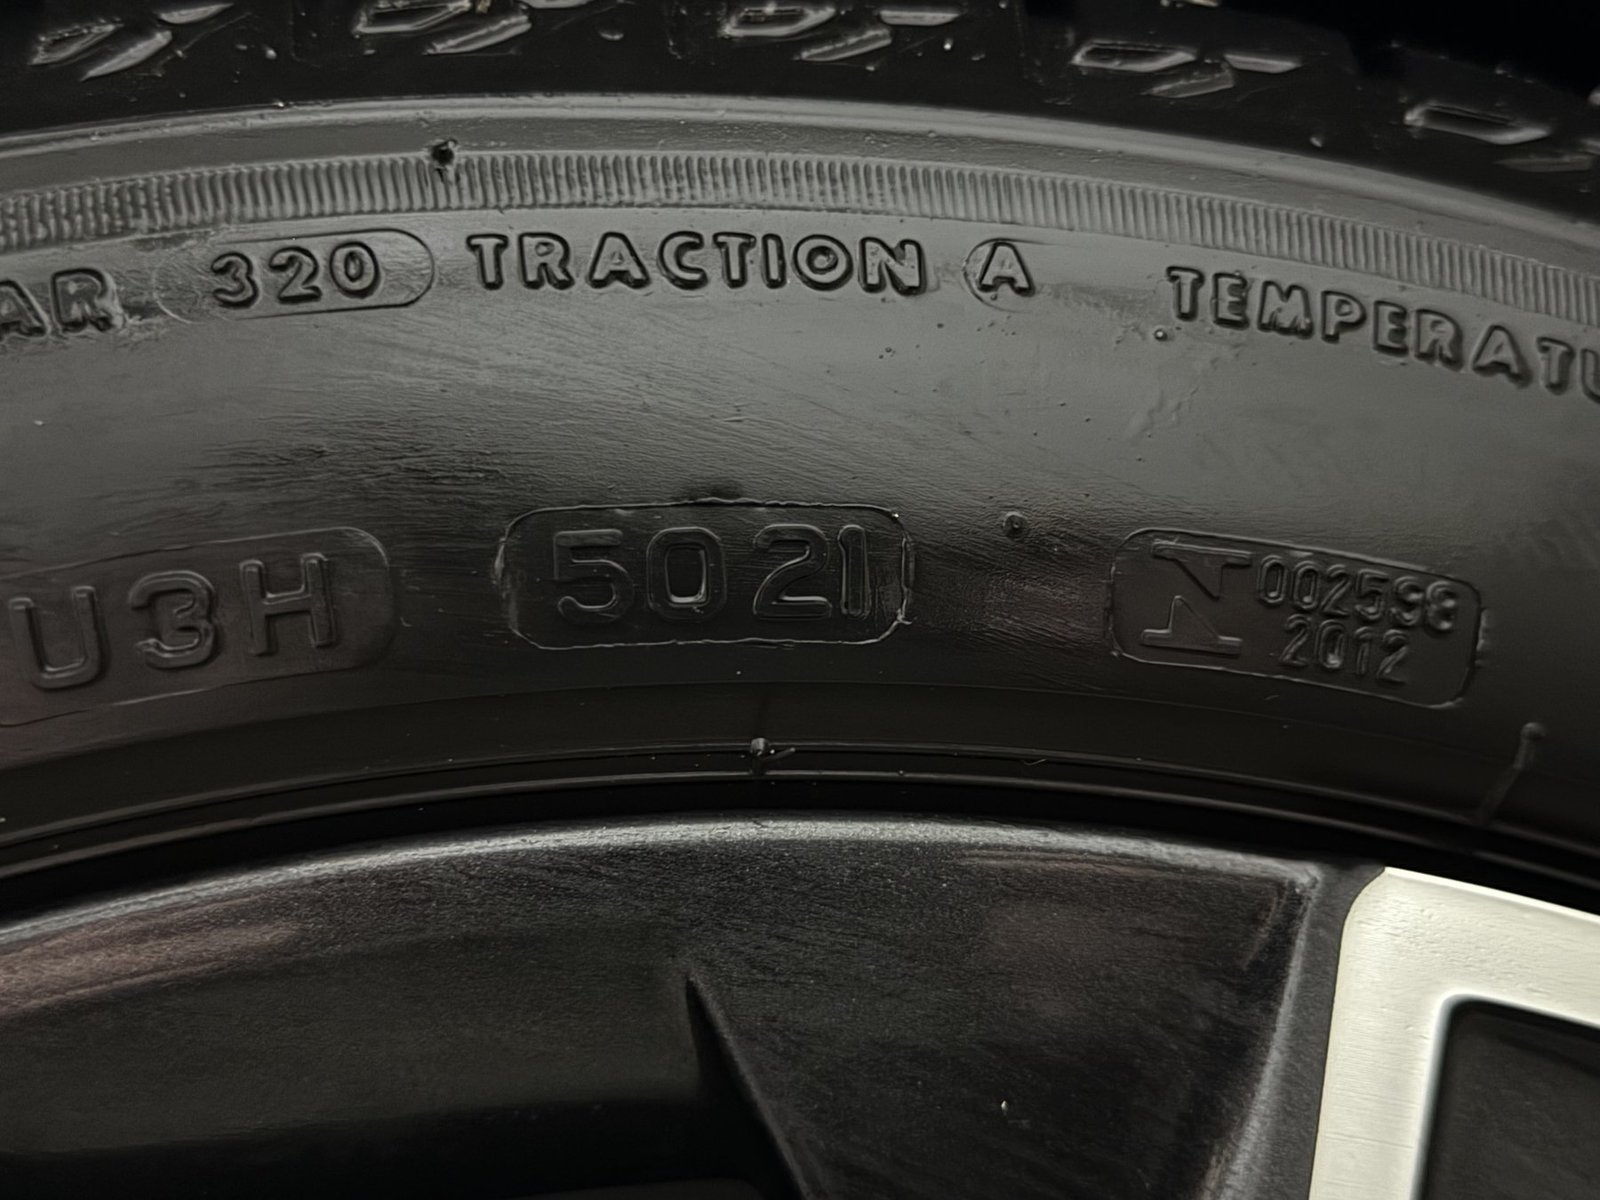 AR 320 TRACTION A TEMPERATU
U3H 5021 002598
2012